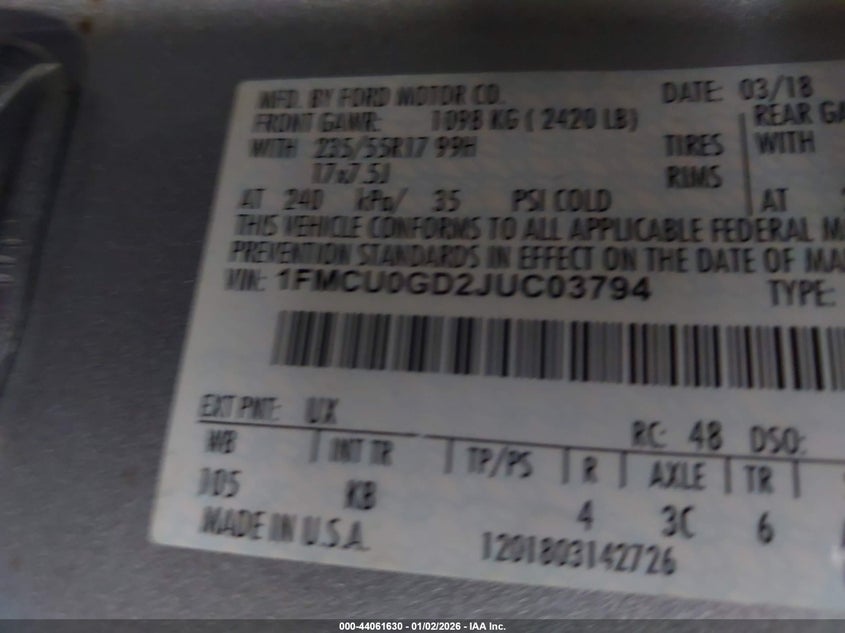 MFD. BY FORD MOTOR CO. DATE: 03/18
FRONT GAWR: 1098 KG ( 2420 LB) REAR GA
WITH 235/55R17 99H TIRES WITH
17x7.5J RIMS
AT 240 kPa/ 35 PSI COLD AT
THIS VEHICLE CONFORMS TO ALL APPLICABLE FEDERAL M
PREVENTION STANDARDS IN EFFECT ON THE DATE OF MA
VIN: 1FMCU0GD2JUC03794 TYPE:
EXT PNT: UX RC: 48 DSO:
WB INT TR TP/PS R AXLE TR
105 KB 4 3C 6
MADE IN U.S.A. 1201803142726
000-44061630 - 01/02/2026 - IAA Inc.